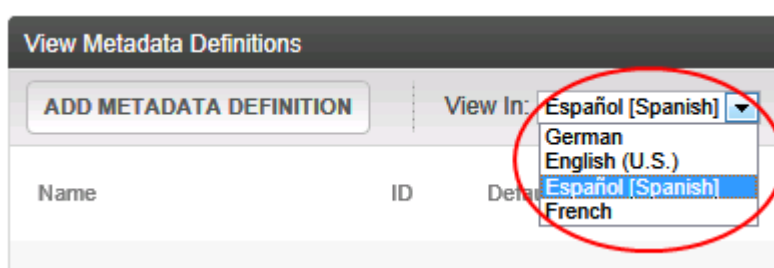 View Metadata Definitions
ADD METADATA DEFINITION View In: Español [Spanish]
German
English (U.S.)
Español [Spanish]
French
Name ID